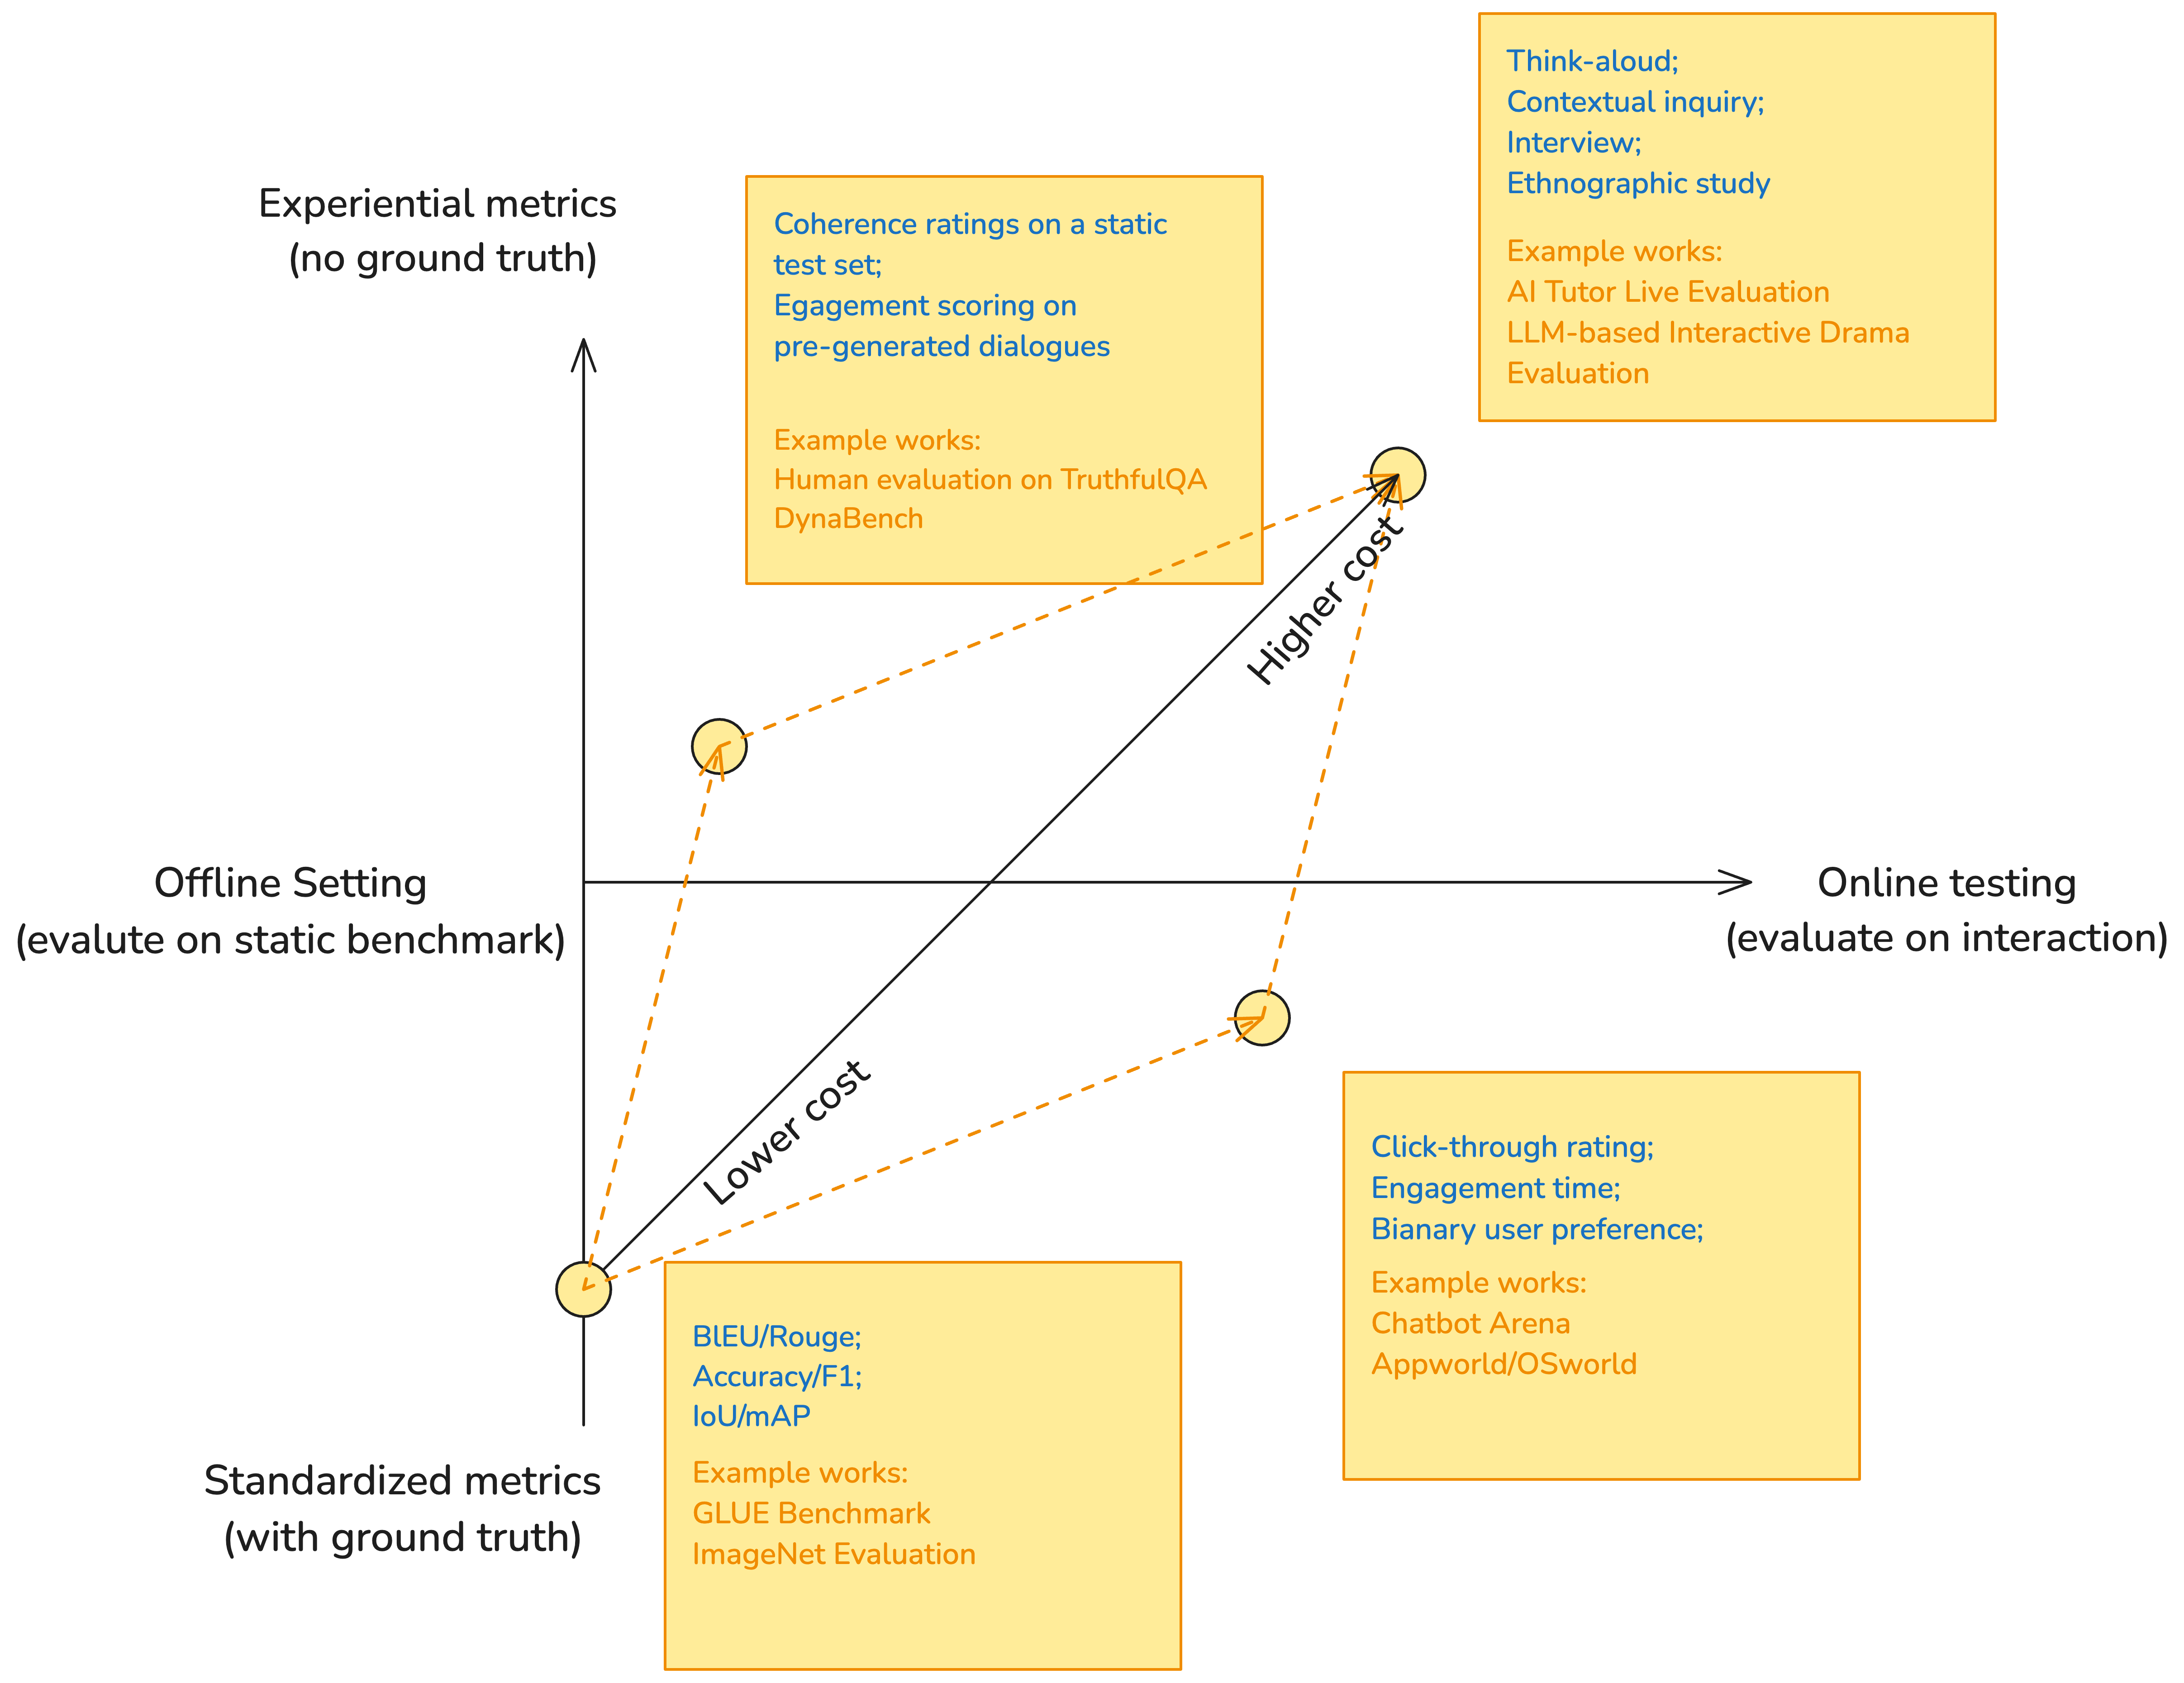 Think-aloud;
Contextual inquiry;
Interview;
Ethnographic study
Example works:
AI Tutor Live Evaluation
LLM-based Interactive Drama
Evaluation
Experiential metrics
(no ground truth)
Coherence ratings on a static
test set;
Egagement scoring on
pre-generated dialogues
Example works:
Human evaluation on TruthfulQA
DynaBench
Higher cost
Offline Setting
(evalute on static benchmark)
Online testing
(evaluate on interaction)
Lower cost
Click-through rating;
Engagement time;
Bianary user preference;
Example works:
Chatbot Arena
Appworld/OSworld
BlEU/Rouge;
Accuracy/F1;
IoU/mAP
Example works:
GLUE Benchmark
ImageNet Evaluation
Standardized metrics
(with ground truth)